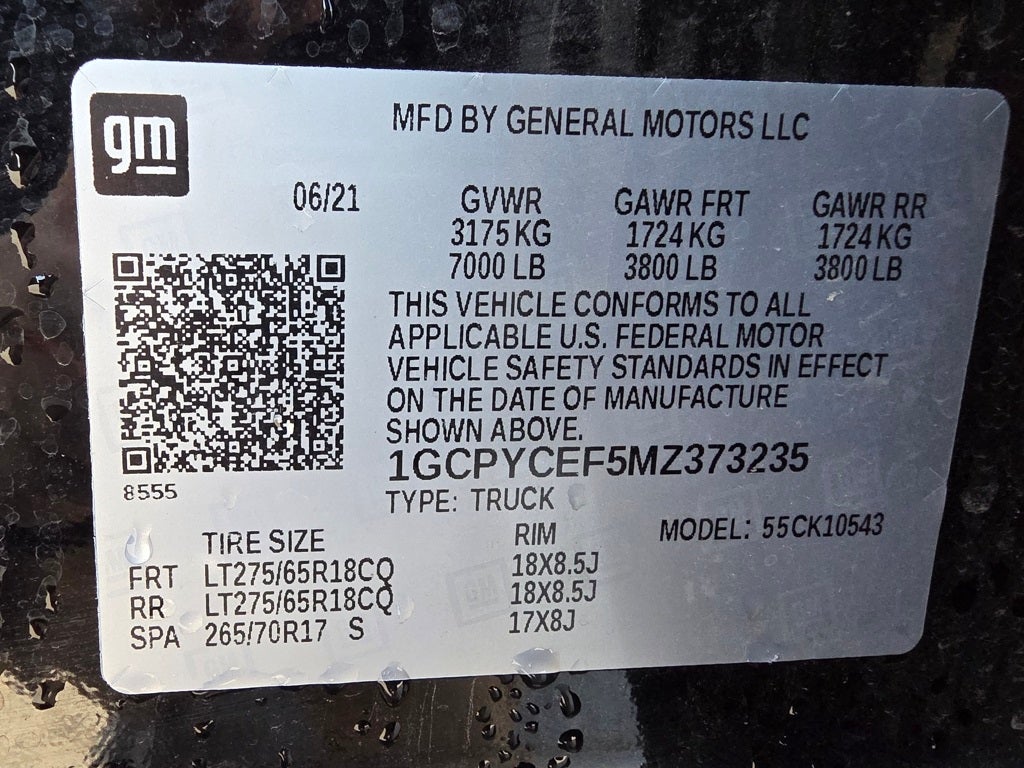 gm
MFD BY GENERAL MOTORS LLC
06/21 GVWR GAWR FRT GAWR RR
3175 KG 1724 KG 1724 KG
7000 LB 3800 LB 3800 LB
THIS VEHICLE CONFORMS TO ALL
APPLICABLE U.S. FEDERAL MOTOR
VEHICLE SAFETY STANDARDS IN EFFECT
ON THE DATE OF MANUFACTURE
SHOWN ABOVE.
1GCPYCEF5MZ373235
8555
TYPE: TRUCK
MODEL: 55CK10543
TIRE SIZE RIM
FRT LT275/65R18CQ 18X8.5J
RR LT275/65R18CQ 18X8.5J
SPA 265/70R17 S 17X8J